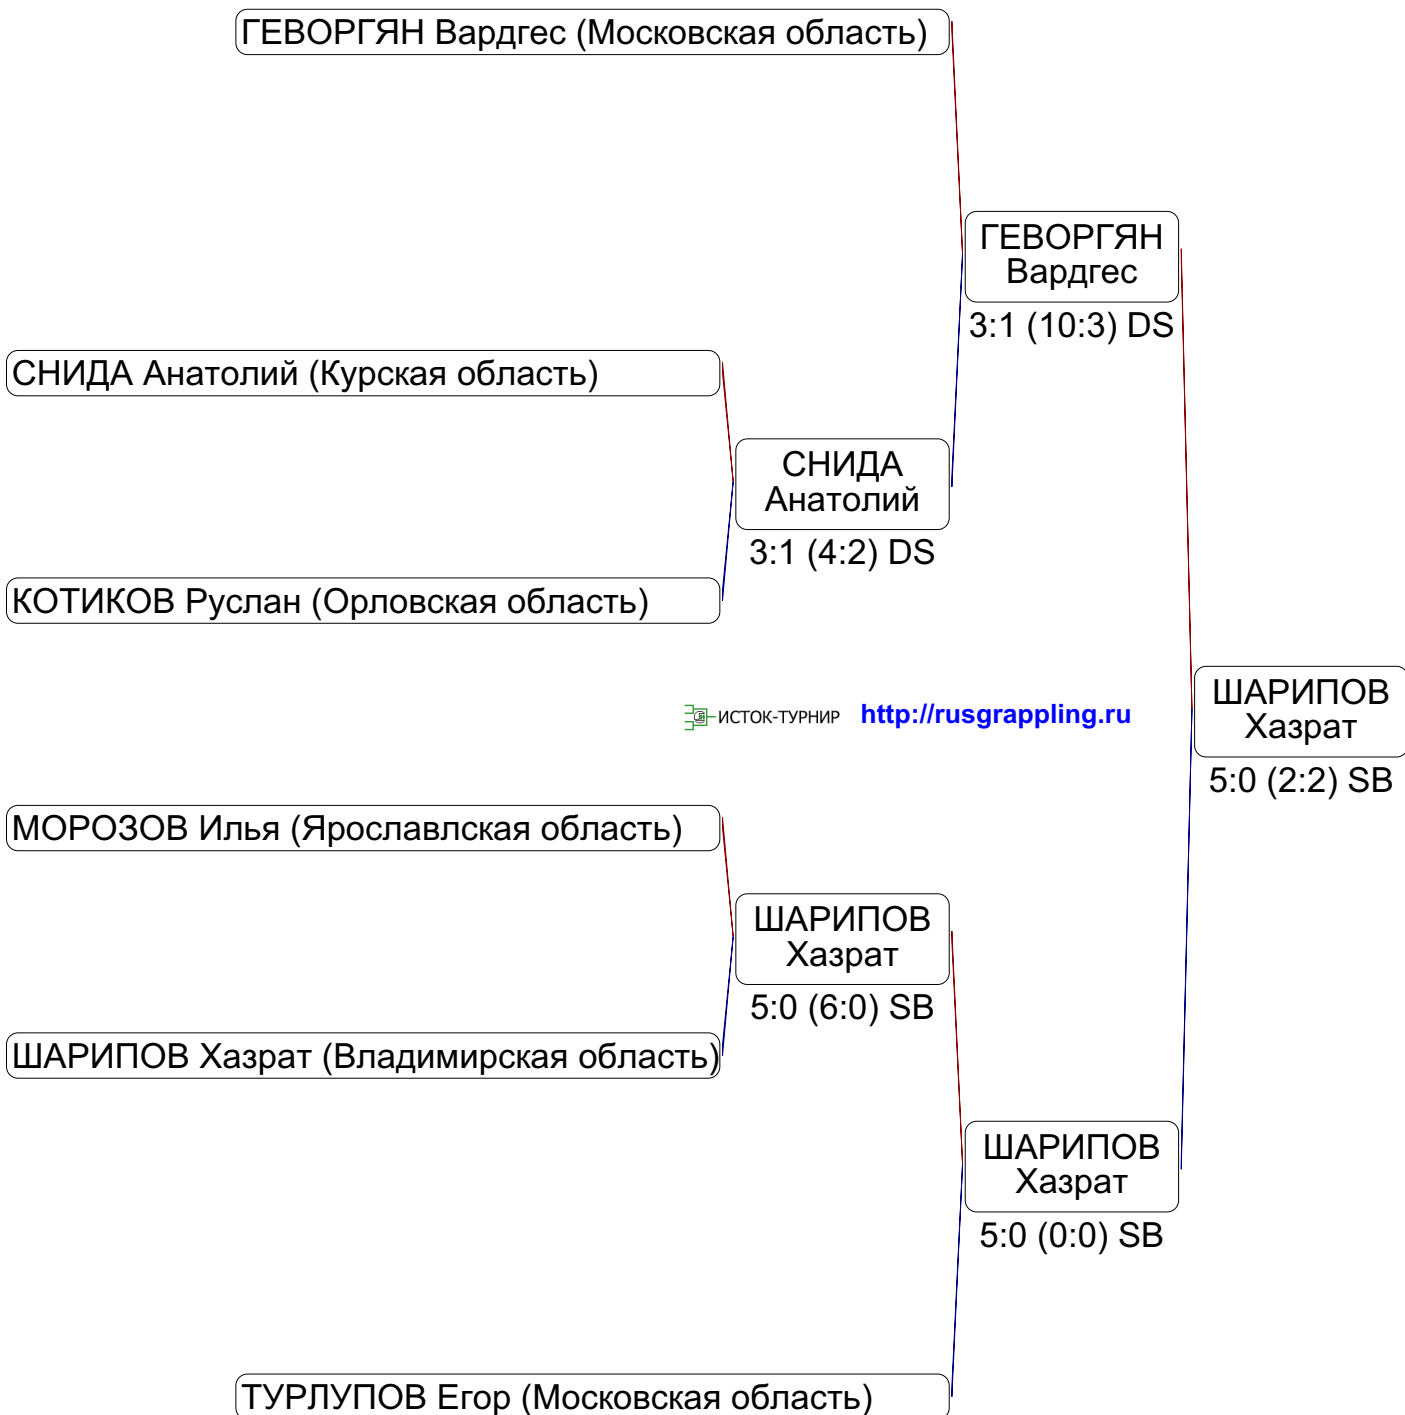 ГЕВОРГЯН Вардгес (Московская область)
ГЕВОРГЯН
Вардгес
3:1 (10:3) DS
СНИДА Анатолий (Курская область)
СНИДА
Анатолий
3:1 (4:2) DS
КОТИКОВ Руслан (Орловская область)
ИСТОК-ТУРНИР http://rusgrappling.ru
ШАРИПОВ
Хазрат
5:0 (2:2) SB
МОРОЗОВ Илья (Ярославлская область)
ШАРИПОВ
Хазрат
5:0 (6:0) SB
ШАРИПОВ Хазрат (Владимирская область)
ШАРИПОВ
Хазрат
5:0 (0:0) SB
ТУРЛУПОВ Егор (Московская область)